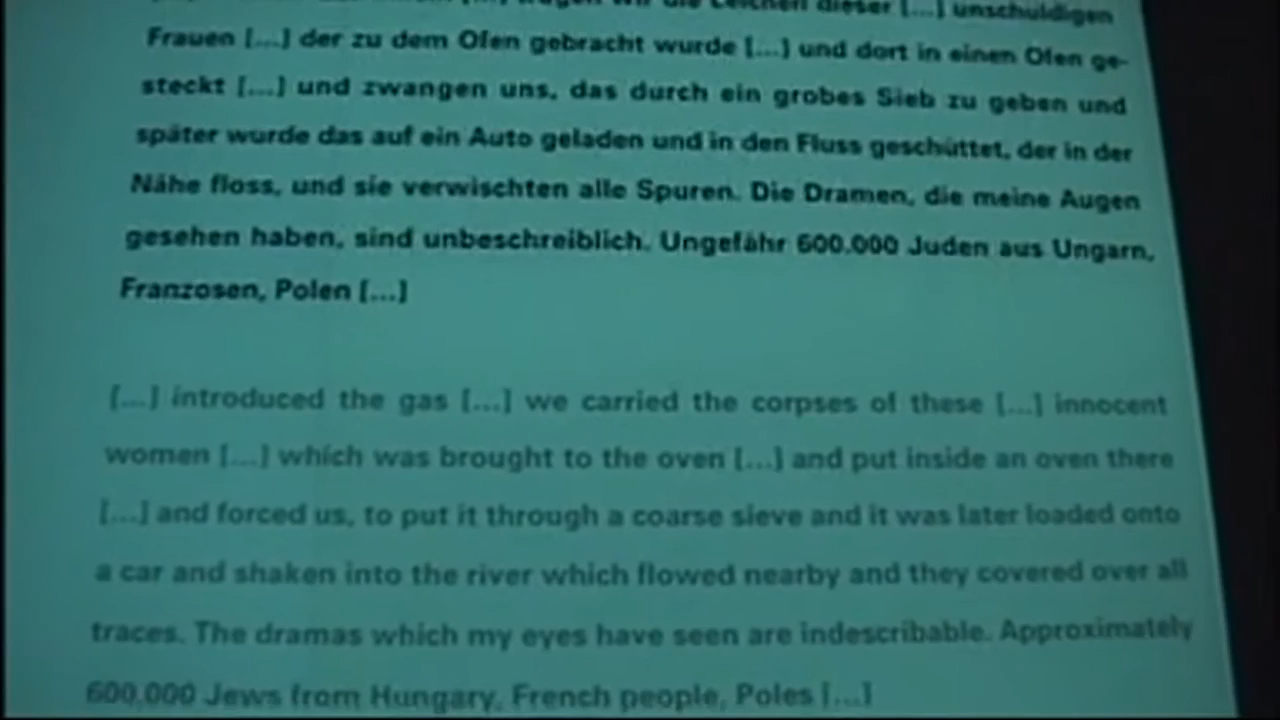 tragen wir die Leichen dieser [...] unschuldigen
Frauen [...] der zu dem Ofen gebracht wurde [...] und dort in einen Ofen ge-
steckt [...] und zwangen uns, das durch ein grobes Sieb zu geben und
später wurde das auf ein Auto geladen und in den Fluss geschüttet, der in der
Nähe floss, und sie verwischten alle Spuren. Die Dramen, die meine Augen
gesehen haben, sind unbeschreiblich. Ungefähr 600.000 Juden aus Ungarn,
Franzosen, Polen [...]
[...] introduced the gas [...] we carried the corpses of these [...] innocent
women [...] which was brought to the oven [...] and put inside an oven there
[...] and forced us, to put it through a coarse sieve and it was later loaded onto
a car and shaken into the river which flowed nearby and they covered over all
traces. The dramas which my eyes have seen are indescribable. Approximately
600.000 Jews from Hungary, French people, Poles [...]